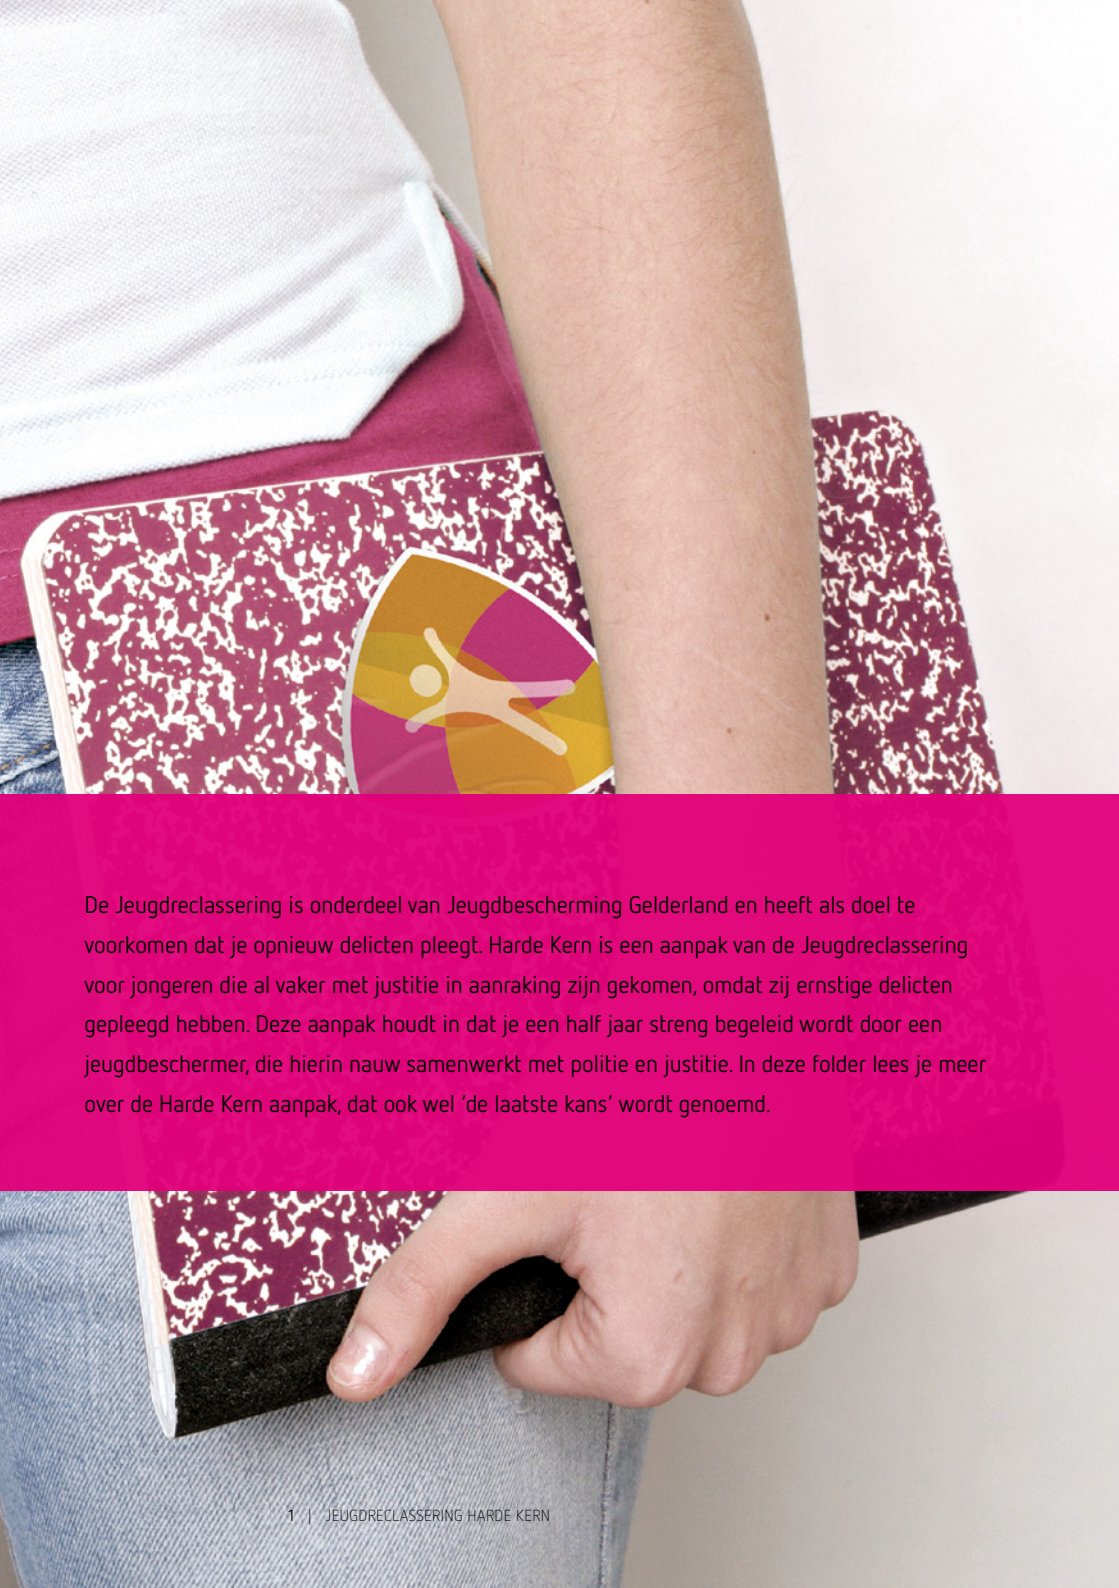 De Jeugdreclassering is onderdeel van Jeugdbescherming Gelderland en heeft als doel te
voorkomen dat je opnieuw delicten pleegt. Harde Kern is een aanpak van de Jeugdreclassering
voor jongeren die al vaker met justitie in aanraking zijn gekomen, omdat zij ernstige delicten
gepleegd hebben. Deze aanpak houdt in dat je een half jaar streng begeleid wordt door een
jeugdbeschermer, die hierin nauw samenwerkt met politie en justitie. In deze folder lees je meer
over de Harde Kern aanpak, dat ook wel ‘de laatste kans’ wordt genoemd.
1 | JEUGDRECLASSERING HARDE KERN